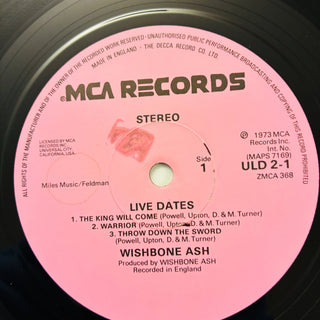 ALL RIGHTS OF THE MANUFACTURER AND OF THE OWNER OF THE RECORDED WORK RESERVED · UNAUTHORISED PUBLIC PERFORMANCE BROADCASTING AND COPYING OF THIS RECORD PROHIBITED
MADE IN ENGLAND · THE DECCA RECORD CO LTD.
MCA RECORDS
STEREO
LICENSED BY MCA
RECORDS INC.
UNIVERSAL CITY,
CALIFORNIA, USA.
Side
1
℗ 1973 MCA
Records Inc.
Int. No.
(MAPS 7169)
ULD 2-1
ZMCA 368
Miles Music/Feldman
LIVE DATES
1. THE KING WILL COME (Powell, Upton, D. & M. Turner)
2. WARRIOR (Powell, Upton, D. & M. Turner)
3. THROW DOWN THE SWORD
(Powell, Upton, D. & M. Turner)
WISHBONE ASH
Produced by WISHBONE ASH
Recorded in England